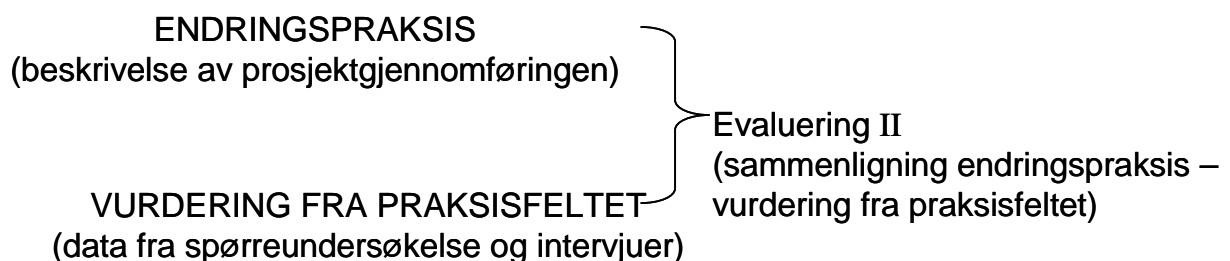 ENDRINGSPRAKSIS
(beskrivelse av prosjektgjennomføringen)
Evaluering II
(sammenligning endringspraksis –
vurdering fra praksisfeltet)
VURDERING FRA PRAKSISFELTET
(data fra spørreundersøkelse og intervjuer)